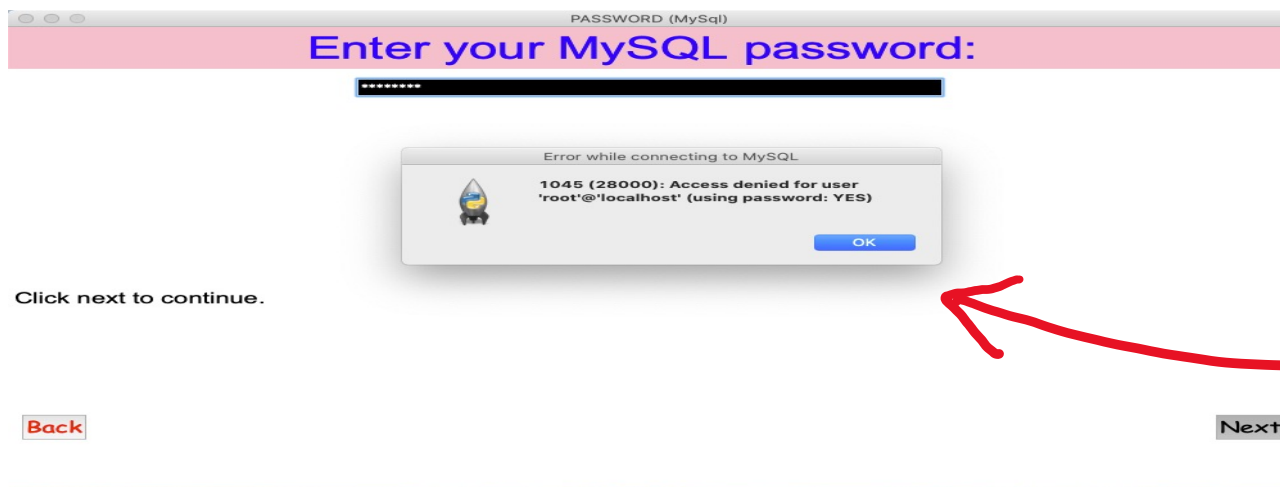 PASSWORD (MySql)
Enter your MySQL password:
********
Error while connecting to MySQL
1045 (28000): Access denied for user
'root'@'localhost' (using password: YES)
OK
Click next to continue.
Back
Next